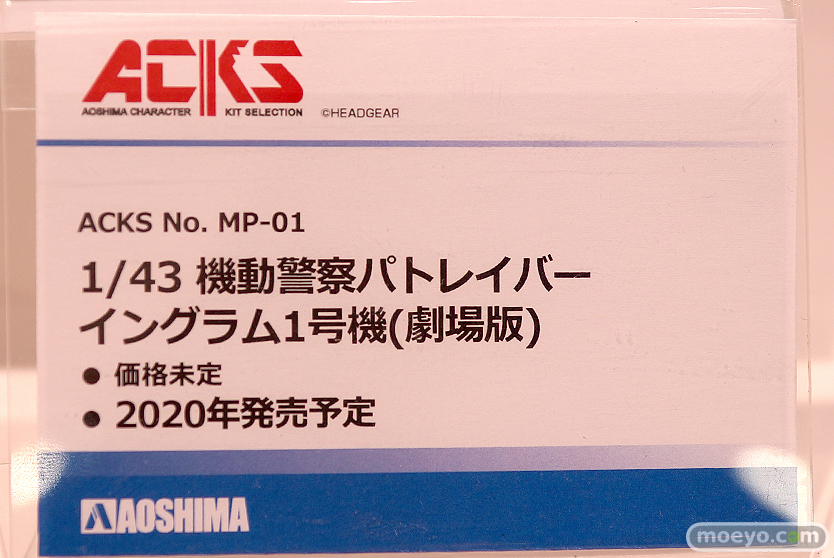 ACKS
AOSHIMA CHARACTER KIT SELECTION ©HEADGEAR
ACKS No. MP-01
1/43 機動警察パトレイバー
イングラム1号機(劇場版)
● 価格未定
● 2020年発売予定
AOSHIMA
moeyo.com